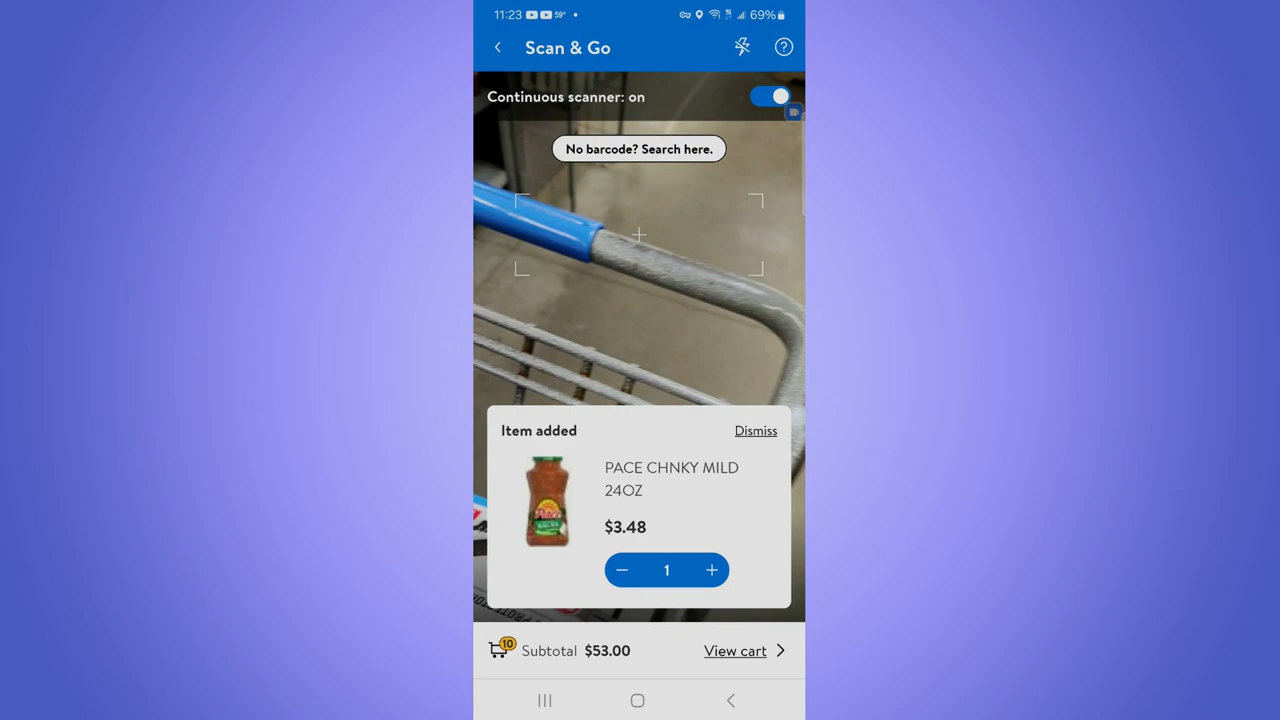 11:23 59° 69%
Scan & Go
Continuous scanner: on
No barcode? Search here.
Item added Dismiss
PACE CHNKY MILD
24OZ
$3.48
1
10 Subtotal $53.00 View cart